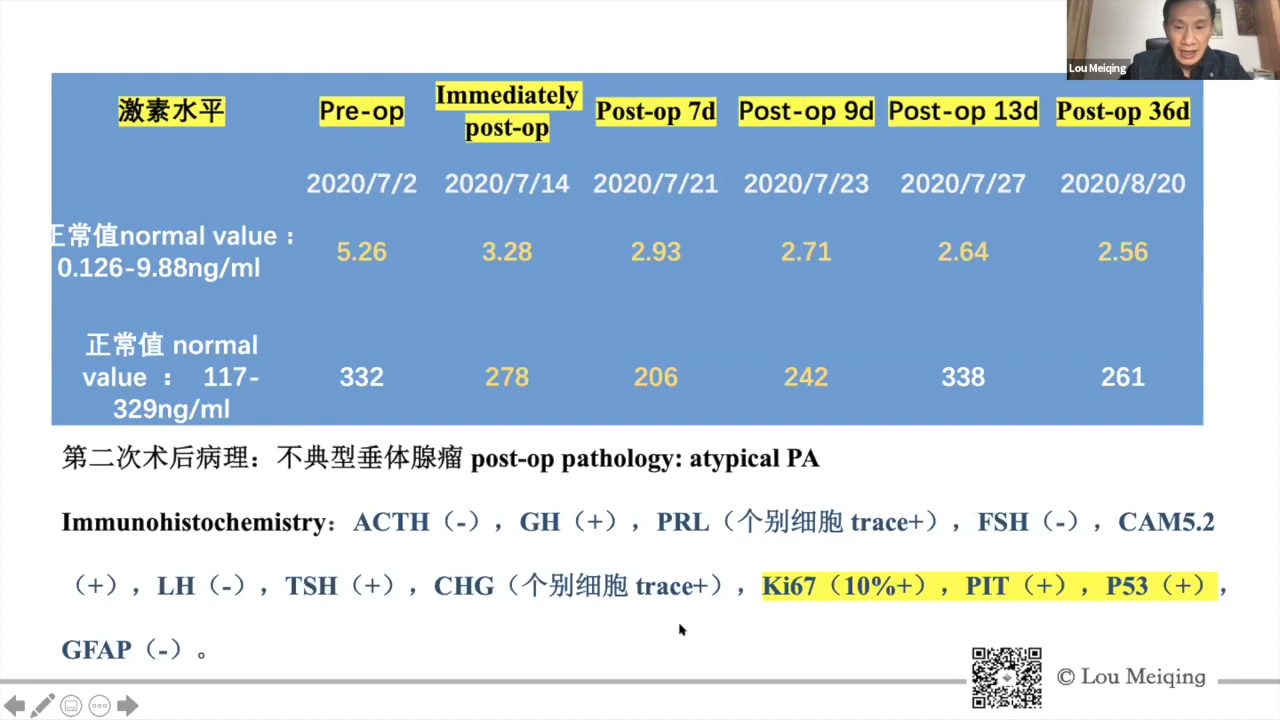 Lou Meiqing
激素水平 Pre-op Immediately post-op Post-op 7d Post-op 9d Post-op 13d Post-op 36d
2020/7/2 2020/7/14 2020/7/21 2020/7/23 2020/7/27 2020/8/20
正常值normal value：
0.126-9.88ng/ml 5.26 3.28 2.93 2.71 2.64 2.56
正常值 normal
value ： 117-
329ng/ml 332 278 206 242 338 261
第二次术后病理：不典型垂体腺瘤 post-op pathology: atypical PA
Immunohistochemistry：ACTH（-），GH（+），PRL（个别细胞 trace+），FSH（-），CAM5.2
（+），LH（-），TSH（+），CHG（个别细胞 trace+），Ki67（10%+），PIT（+），P53（+），
GFAP（-）。
© Lou Meiqing